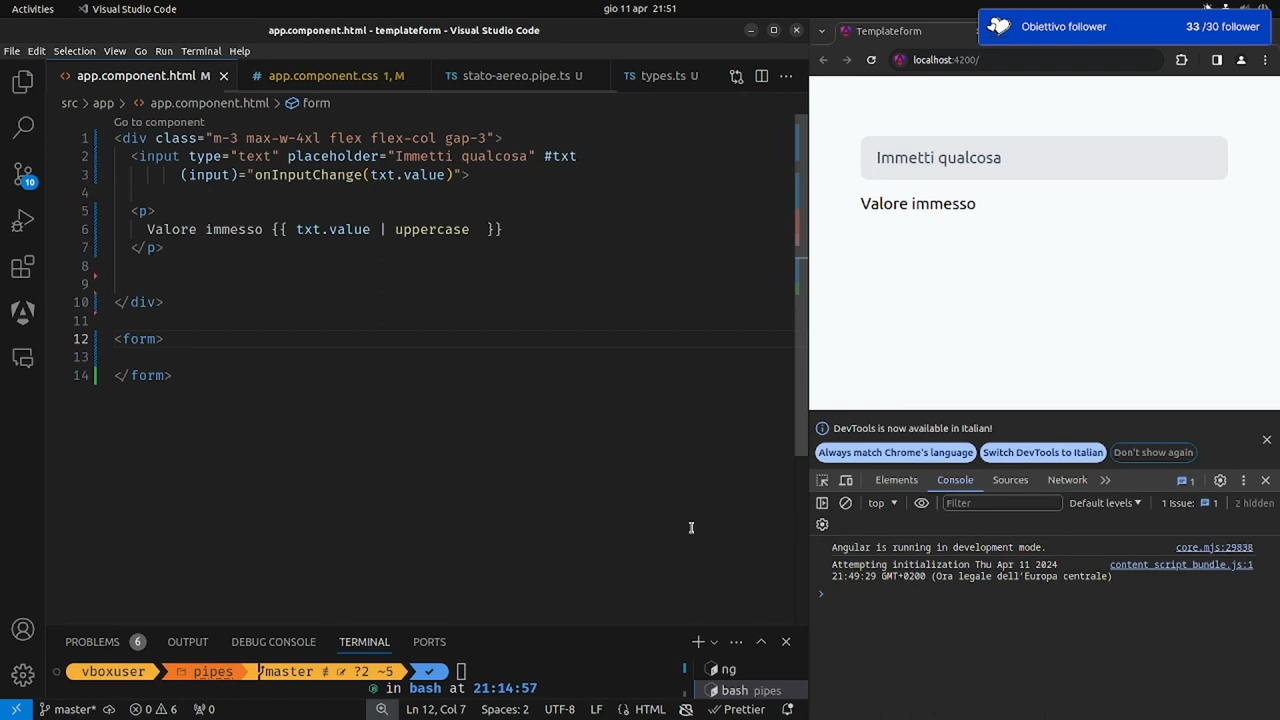 Activities
Visual Studio Code
gio 11 apr 21:51
app.component.html - templateform - Visual Studio Code
File Edit Selection View Go Run Terminal Help
app.component.html M
app.component.css 1, M
stato-aereo.pipe.ts U
types.ts U
src > app > app.component.html > form
Go to component
1 <div class="m-3 max-w-4xl flex flex-col gap-3">
2 <input type="text" placeholder="Immetti qualcosa" #txt
3 (input)="onInputChange(txt.value)">
4
5 <p>
6 Valore immesso {{ txt.value | uppercase }}
7 </p>
8
9
10 </div>
11
12 <form>
13
14 </form>
10
PROBLEMS 6 OUTPUT DEBUG CONSOLE TERMINAL PORTS
vboxuser pipes master ≢ ?2 ~5 ✓
in bash at 21:14:57
ng
bash pipes
master* 0 6 0 Ln 12, Col 7 Spaces: 2 UTF-8 LF {} HTML Prettier
Templateform
Obiettivo follower 33 /30 follower
localhost:4200/
Immetti qualcosa
Valore immesso
DevTools is now available in Italian!
Always match Chrome's language
Switch DevTools to Italian
Don't show again
Elements Console Sources Network 1
top Filter Default levels 1 Issue: 1 2 hidden
Angular is running in development mode. core.mjs:29838
Attempting initialization Thu Apr 11 2024 content_script_bundle.js:1
21:49:29 GMT+0200 (Ora legale dell'Europa centrale)